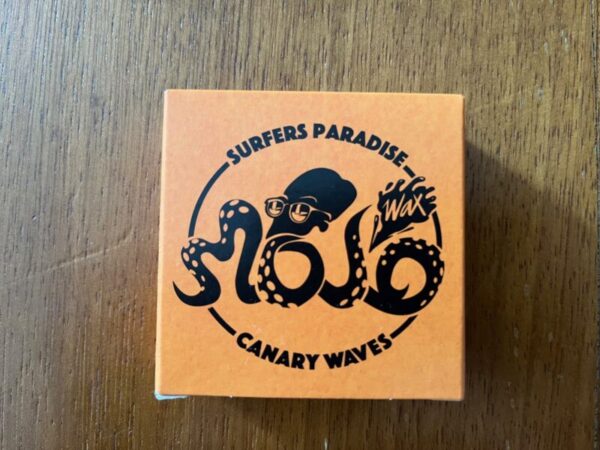 SURFERS PARADISE
MOJO
Wax
CANARY WAVES